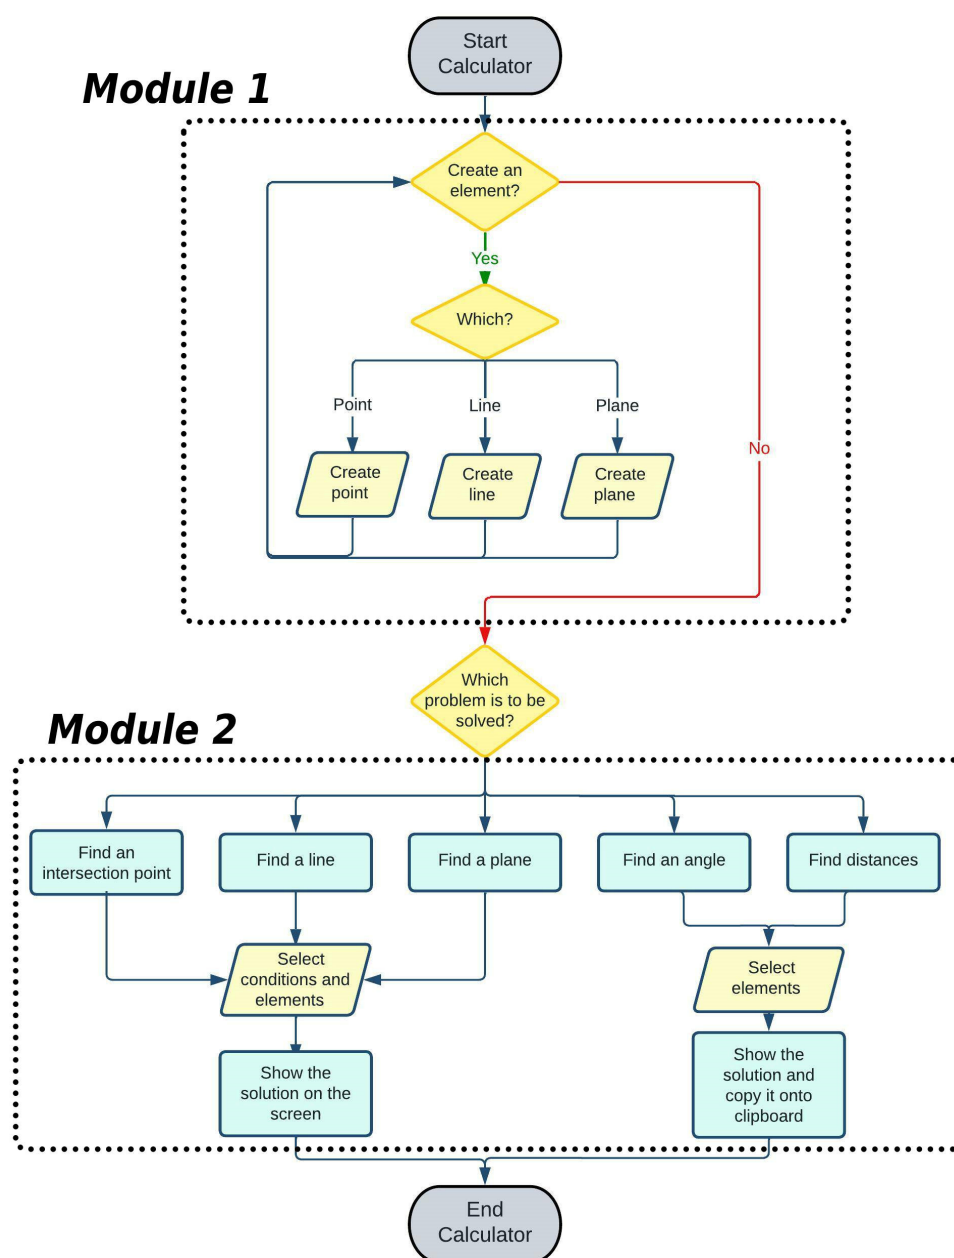 Start
Calculator
Module 1
Create an
element?
Yes
Which?
Point
Line
Plane
No
Create
point
Create
line
Create
plane
Which
problem is to be
solved?
Module 2
Find an
intersection point
Find a line
Find a plane
Find an angle
Find distances
Select
conditions and
elements
Select
elements
Show the
solution on the
screen
Show the
solution and
copy it onto
clipboard
End
Calculator